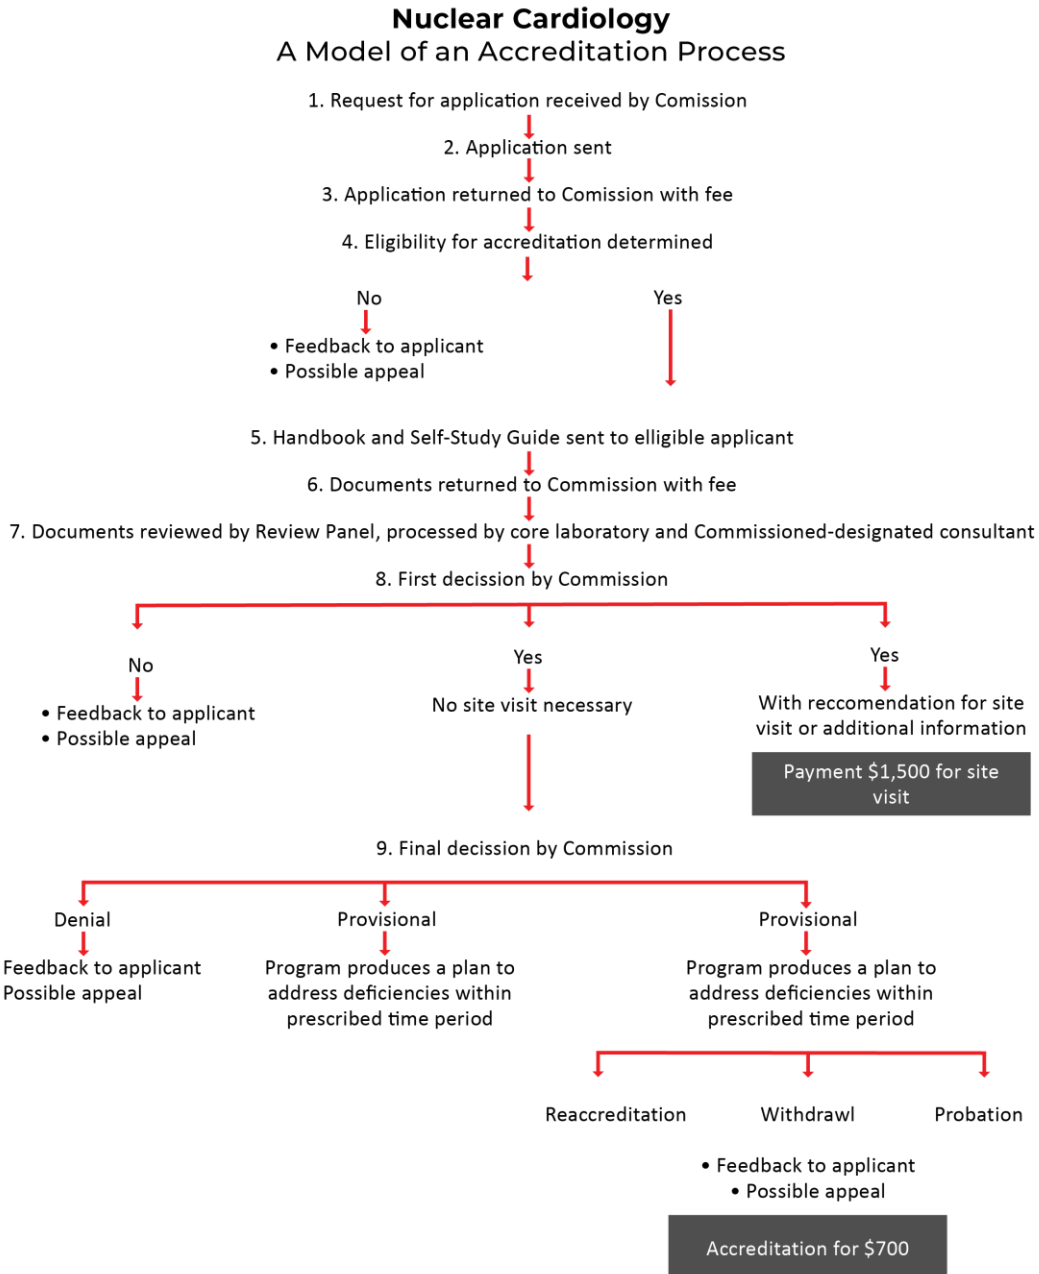 Nuclear Cardiology
A Model of an Accreditation Process
1. Request for application received by Comission
2. Application sent
3. Application returned to Comission with fee
4. Eligibility for accreditation determined
No
Yes
• Feedback to applicant
• Possible appeal
5. Handbook and Self-Study Guide sent to elligible applicant
6. Documents returned to Commission with fee
7. Documents reviewed by Review Panel, processed by core laboratory and Commissioned-designated consultant
8. First decission by Commission
No
• Feedback to applicant
• Possible appeal
Yes
No site visit necessary
Yes
With reccomendation for site
visit or additional information
Payment $1,500 for site
visit
9. Final decission by Commission
Denial
Feedback to applicant
Possible appeal
Provisional
Program produces a plan to
address deficiencies within
prescribed time period
Provisional
Program produces a plan to
address deficiencies within
prescribed time period
Reaccreditation
Withdrawl
Probation
• Feedback to applicant
• Possible appeal
Accreditation for $700